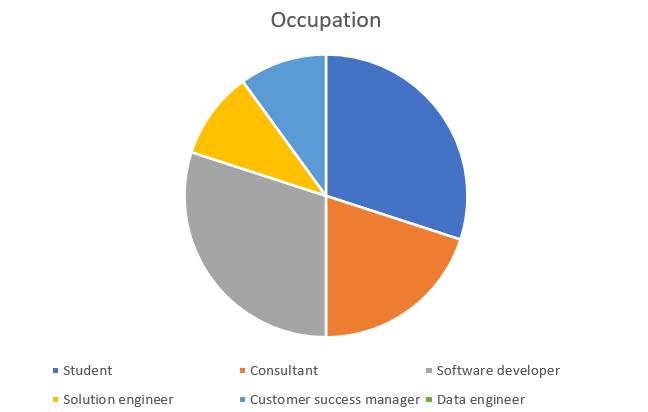 Occupation
Student Consultant Software developer
Solution engineer Customer success manager Data engineer